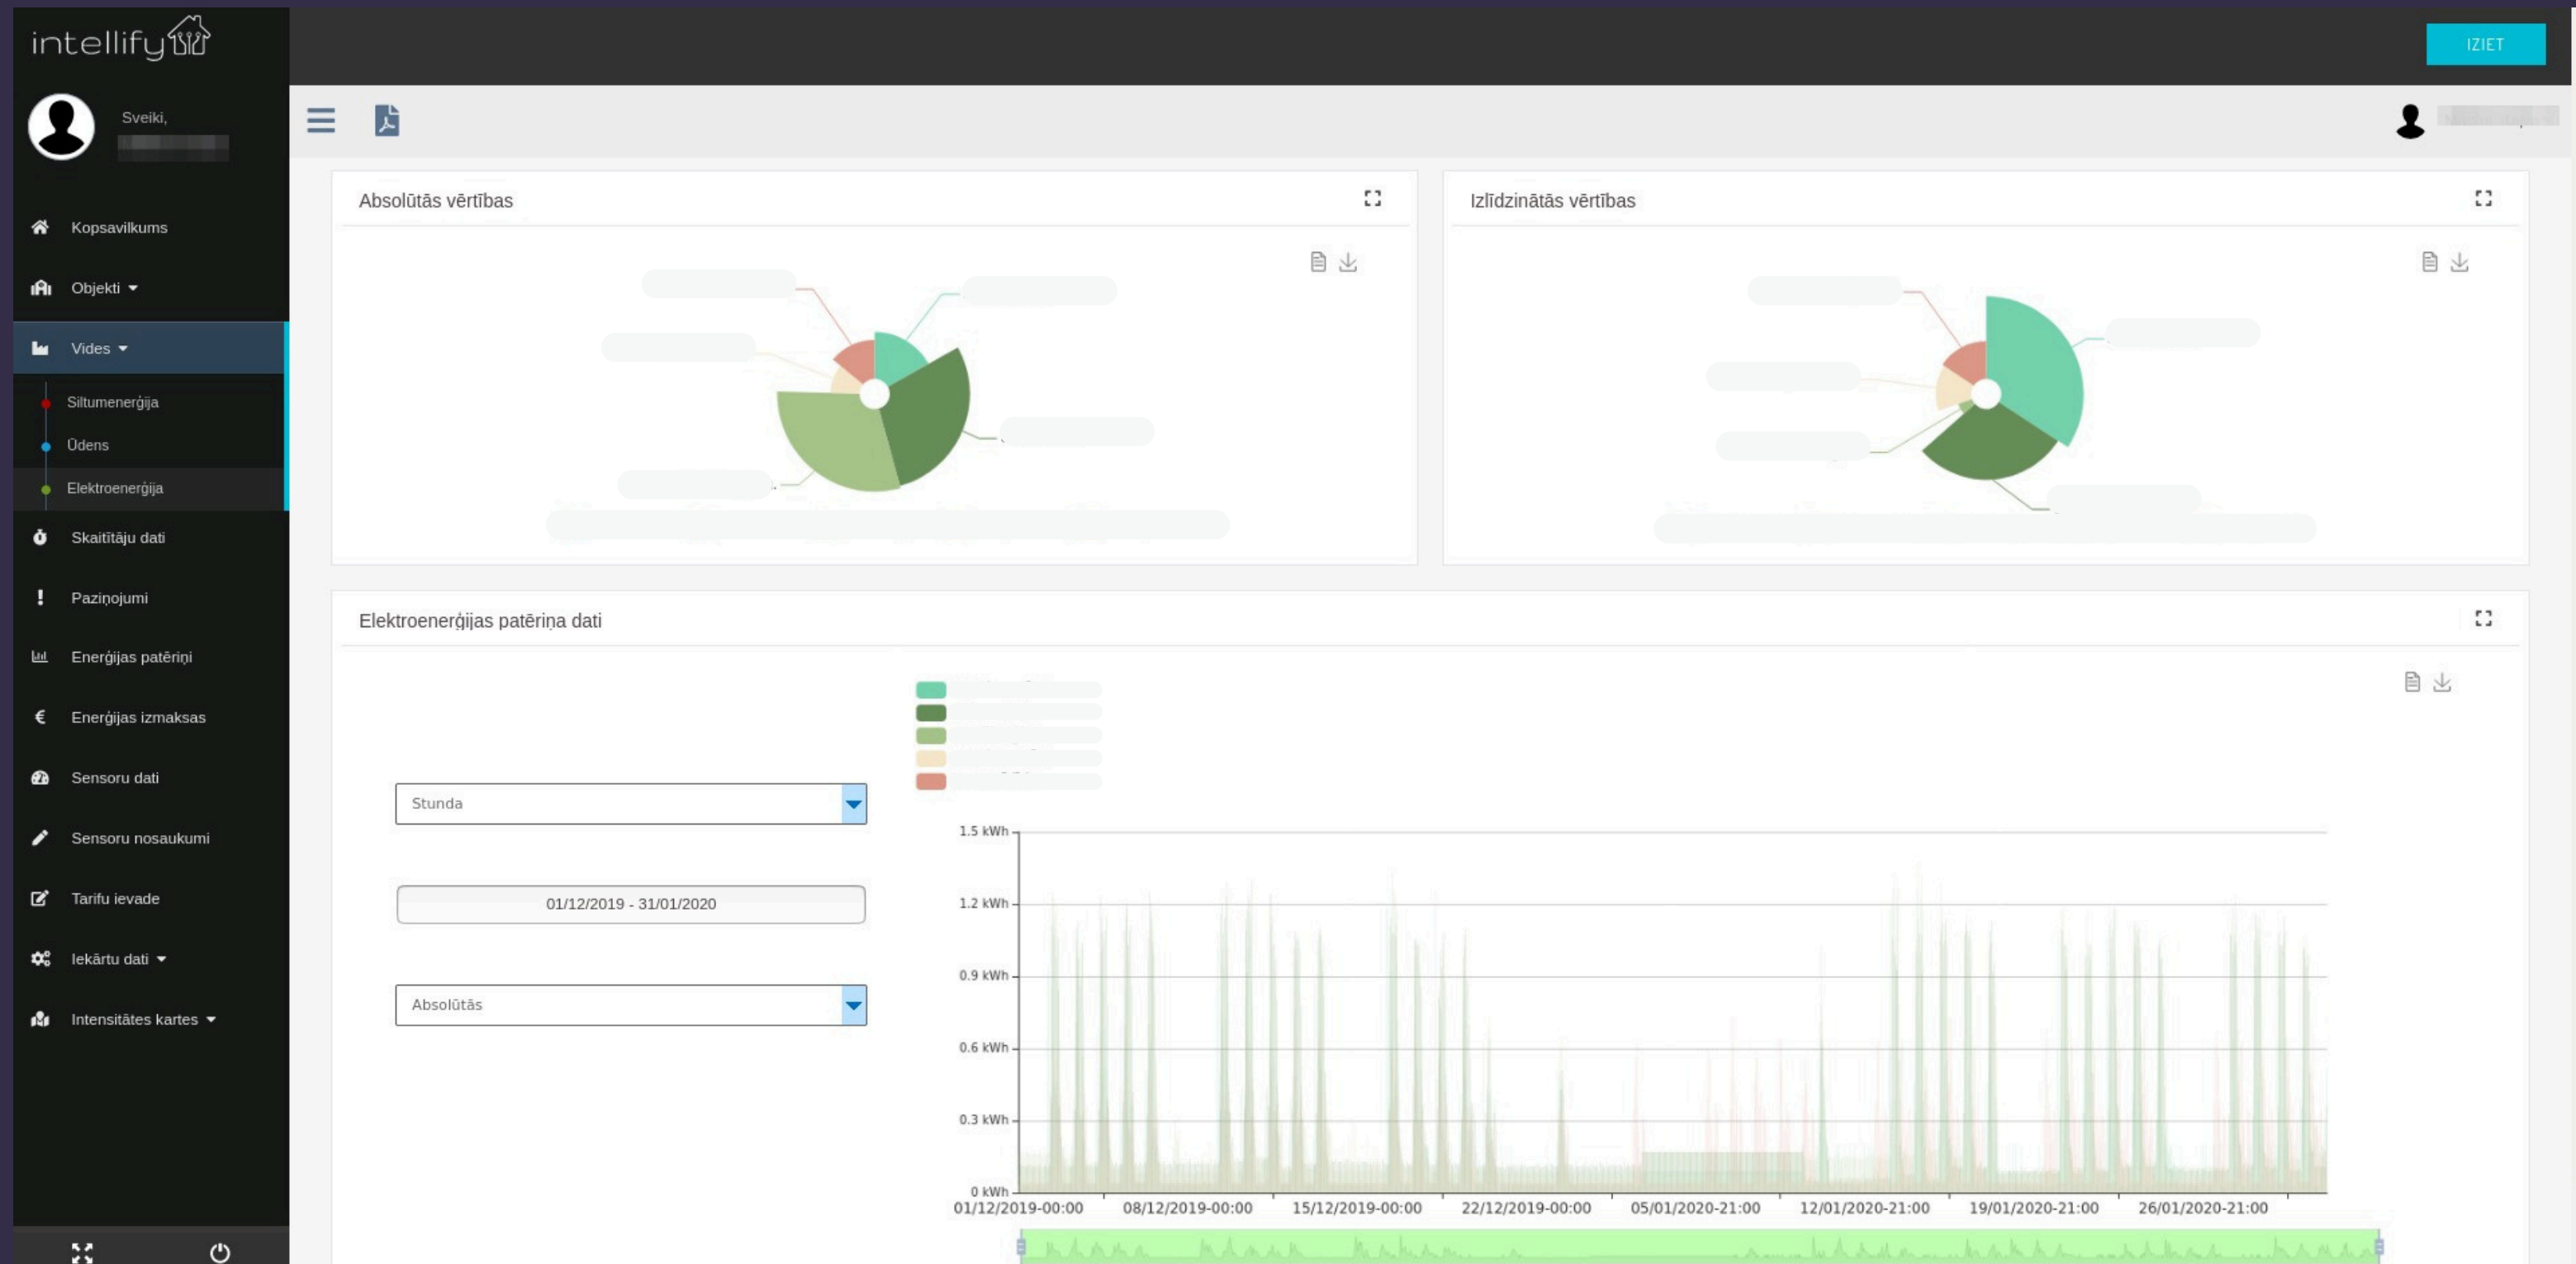 intellify
IZIET
Sveiki,
Kopsavilkums
Objekti
Vides
Siltumenerģija
Ūdens
Elektroenerģija
Skaitītāju dati
Paziņojumi
Enerģijas patēriņi
Enerģijas izmaksas
Sensoru dati
Sensoru nosaukumi
Tarifu ievade
Iekārtu dati
Intensitātes kartes
Absolūtās vērtības
Izlīdzinātās vērtības
Elektroenerģijas patēriņa dati
Stunda
01/12/2019 - 31/01/2020
Absolūtās
1.5 kWh
1.2 kWh
0.9 kWh
0.6 kWh
0.3 kWh
0 kWh
01/12/2019-00:00 08/12/2019-00:00 15/12/2019-00:00 22/12/2019-00:00 05/01/2020-21:00 12/01/2020-21:00 19/01/2020-21:00 26/01/2020-21:00